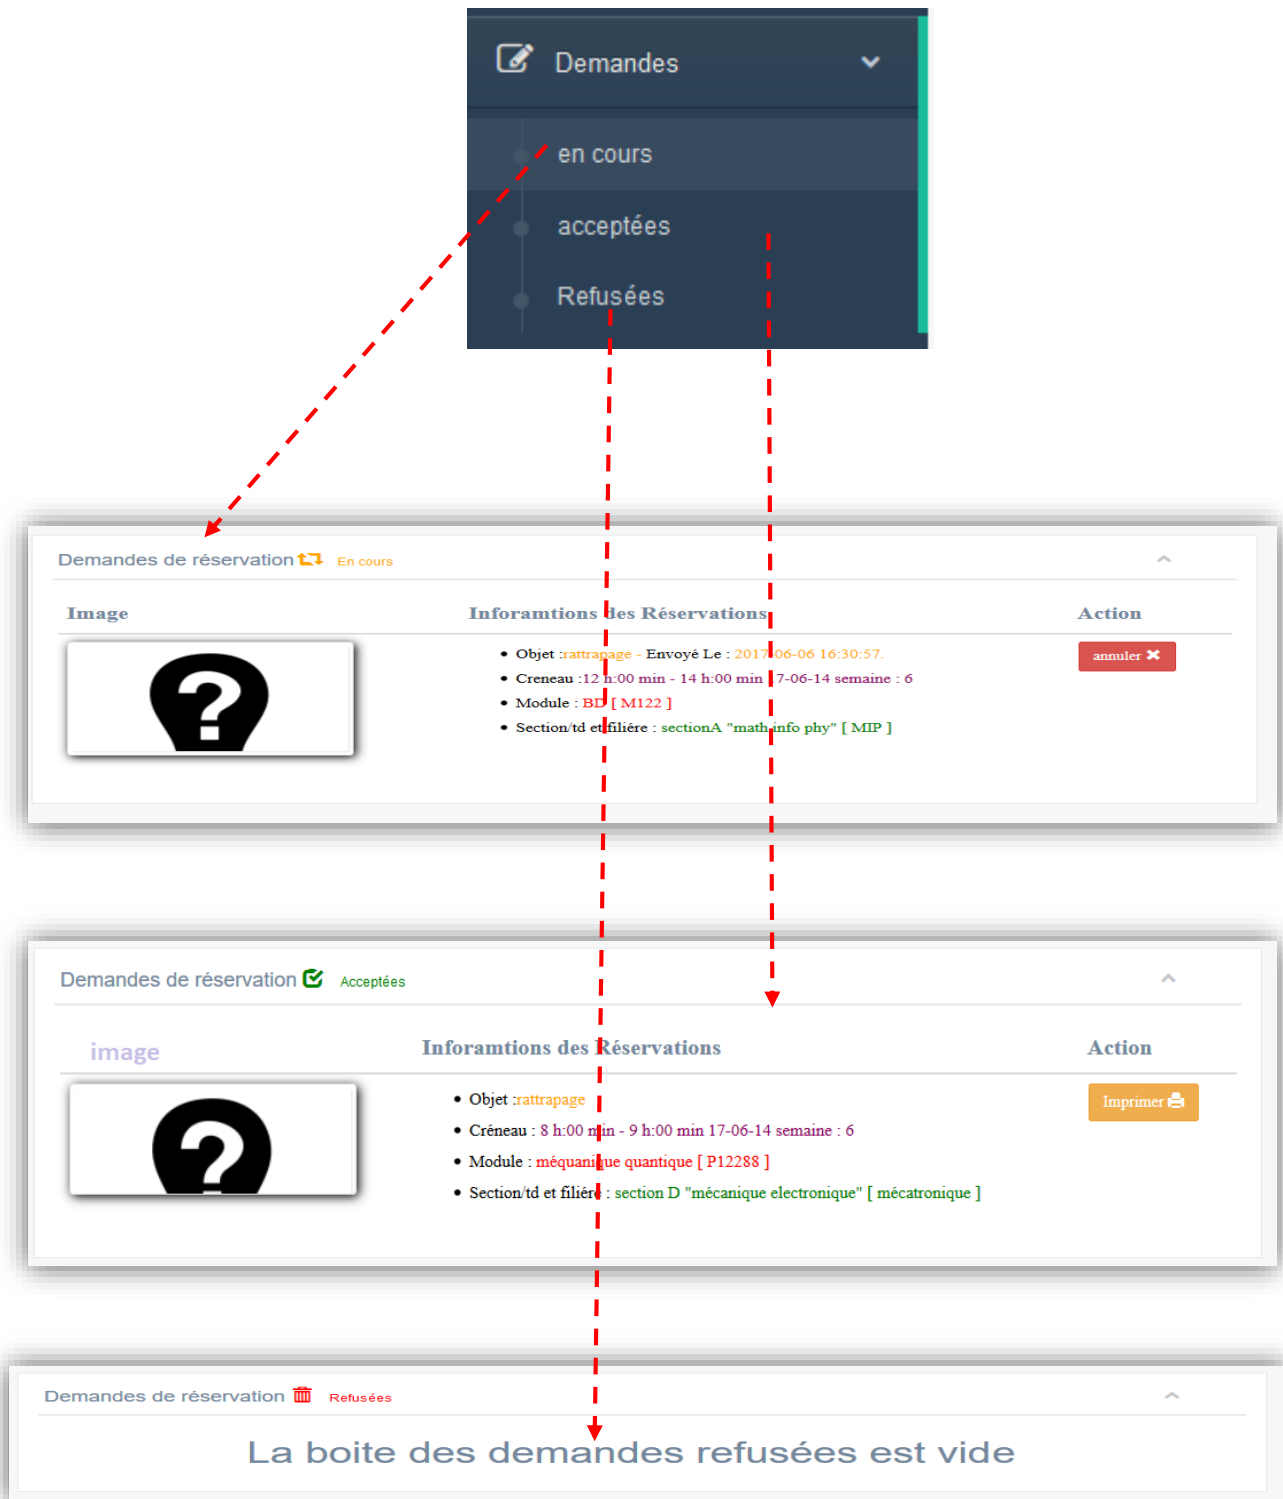 Demandes
en cours
acceptées
Refusées
Demandes de réservation En cours
Image Inforamtions des Réservations Action
Objet :rattrapage - Envoyé Le : 2017-06-06 16:30:57. annuler
Creneau :12 h:00 min - 14 h:00 min 17-06-14 semaine : 6
Module : BD [ M122 ]
Section/td et filiére : sectionA "math info phy" [ MIP ]
Demandes de réservation Acceptées
image Inforamtions des Réservations Action
Objet :rattrapage Imprimer
Créneau : 8 h:00 min - 9 h:00 min 17-06-14 semaine : 6
Module : méquanique quantique [ P12288 ]
Section/td et filiére : section D "mécanique electronique" [ mécatronique ]
Demandes de réservation Refusées
La boite des demandes refusées est vide